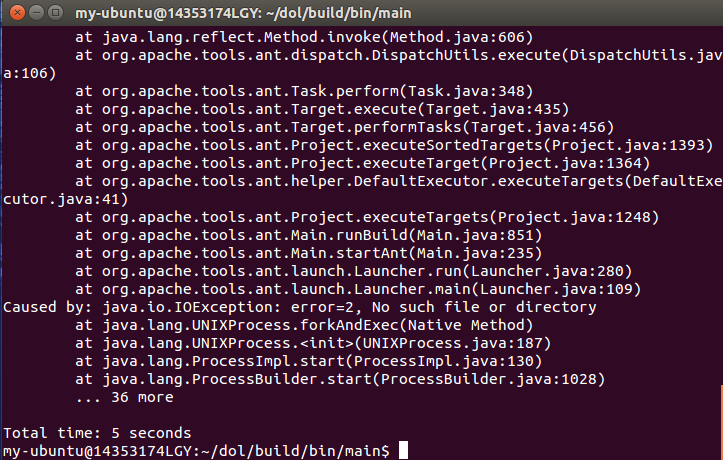 my-ubuntu@14353174LGY: ~/dol/build/bin/main
at java.lang.reflect.Method.invoke(Method.java:606)
at org.apache.tools.ant.dispatch.DispatchUtils.execute(DispatchUtils.jav
a:106)
at org.apache.tools.ant.Task.perform(Task.java:348)
at org.apache.tools.ant.Target.execute(Target.java:435)
at org.apache.tools.ant.Target.performTasks(Target.java:456)
at org.apache.tools.ant.Project.executeSortedTargets(Project.java:1393)
at org.apache.tools.ant.Project.executeTarget(Project.java:1364)
at org.apache.tools.ant.helper.DefaultExecutor.executeTargets(DefaultExe
cutor.java:41)
at org.apache.tools.ant.Project.executeTargets(Project.java:1248)
at org.apache.tools.ant.Main.runBuild(Main.java:851)
at org.apache.tools.ant.Main.startAnt(Main.java:235)
at org.apache.tools.ant.launch.Launcher.run(Launcher.java:280)
at org.apache.tools.ant.launch.Launcher.main(Launcher.java:109)
Caused by: java.io.IOException: error=2, No such file or directory
at java.lang.UNIXProcess.forkAndExec(Native Method)
at java.lang.UNIXProcess.<init>(UNIXProcess.java:187)
at java.lang.ProcessImpl.start(ProcessImpl.java:130)
at java.lang.ProcessBuilder.start(ProcessBuilder.java:1028)
... 36 more
Total time: 5 seconds
my-ubuntu@14353174LGY:~/dol/build/bin/main$